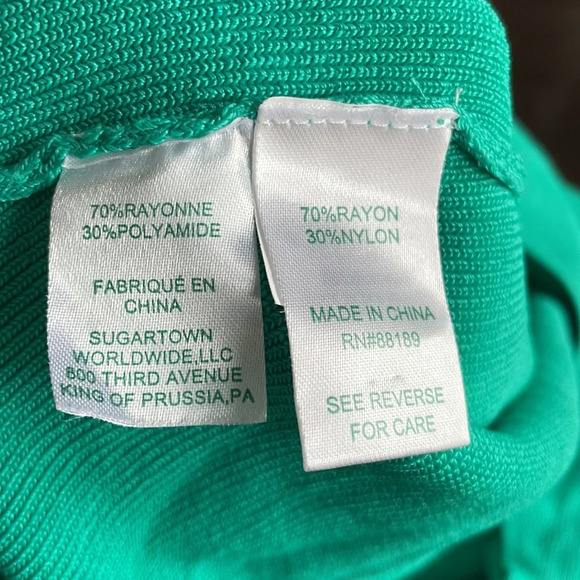 70%RAYONNE
30%POLYAMIDE
FABRIQUÉ EN
CHINA
SUGARTOWN
WORLDWIDE,LLC
800 THIRD AVENUE
KING OF PRUSSIA,PA
70%RAYON
30%NYLON
MADE IN CHINA
RN#88189
SEE REVERSE
FOR CARE